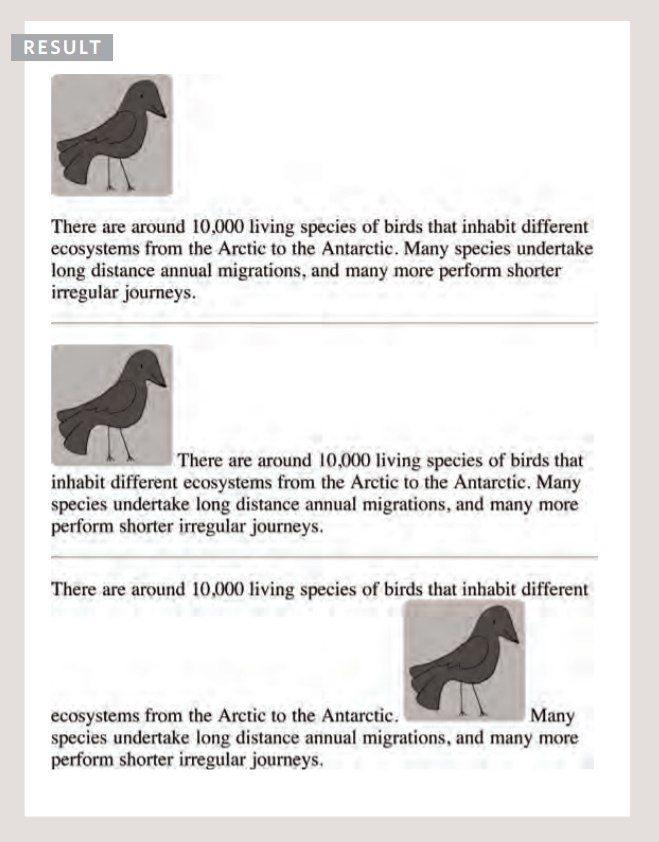 RESULT
There are around 10,000 living species of birds that inhabit different
ecosystems from the Arctic to the Antarctic. Many species undertake
long distance annual migrations, and many more perform shorter
irregular journeys.
There are around 10,000 living species of birds that
inhabit different ecosystems from the Arctic to the Antarctic. Many
species undertake long distance annual migrations, and many more
perform shorter irregular journeys.
There are around 10,000 living species of birds that inhabit different
ecosystems from the Arctic to the Antarctic. Many
species undertake long distance annual migrations, and many more
perform shorter irregular journeys.